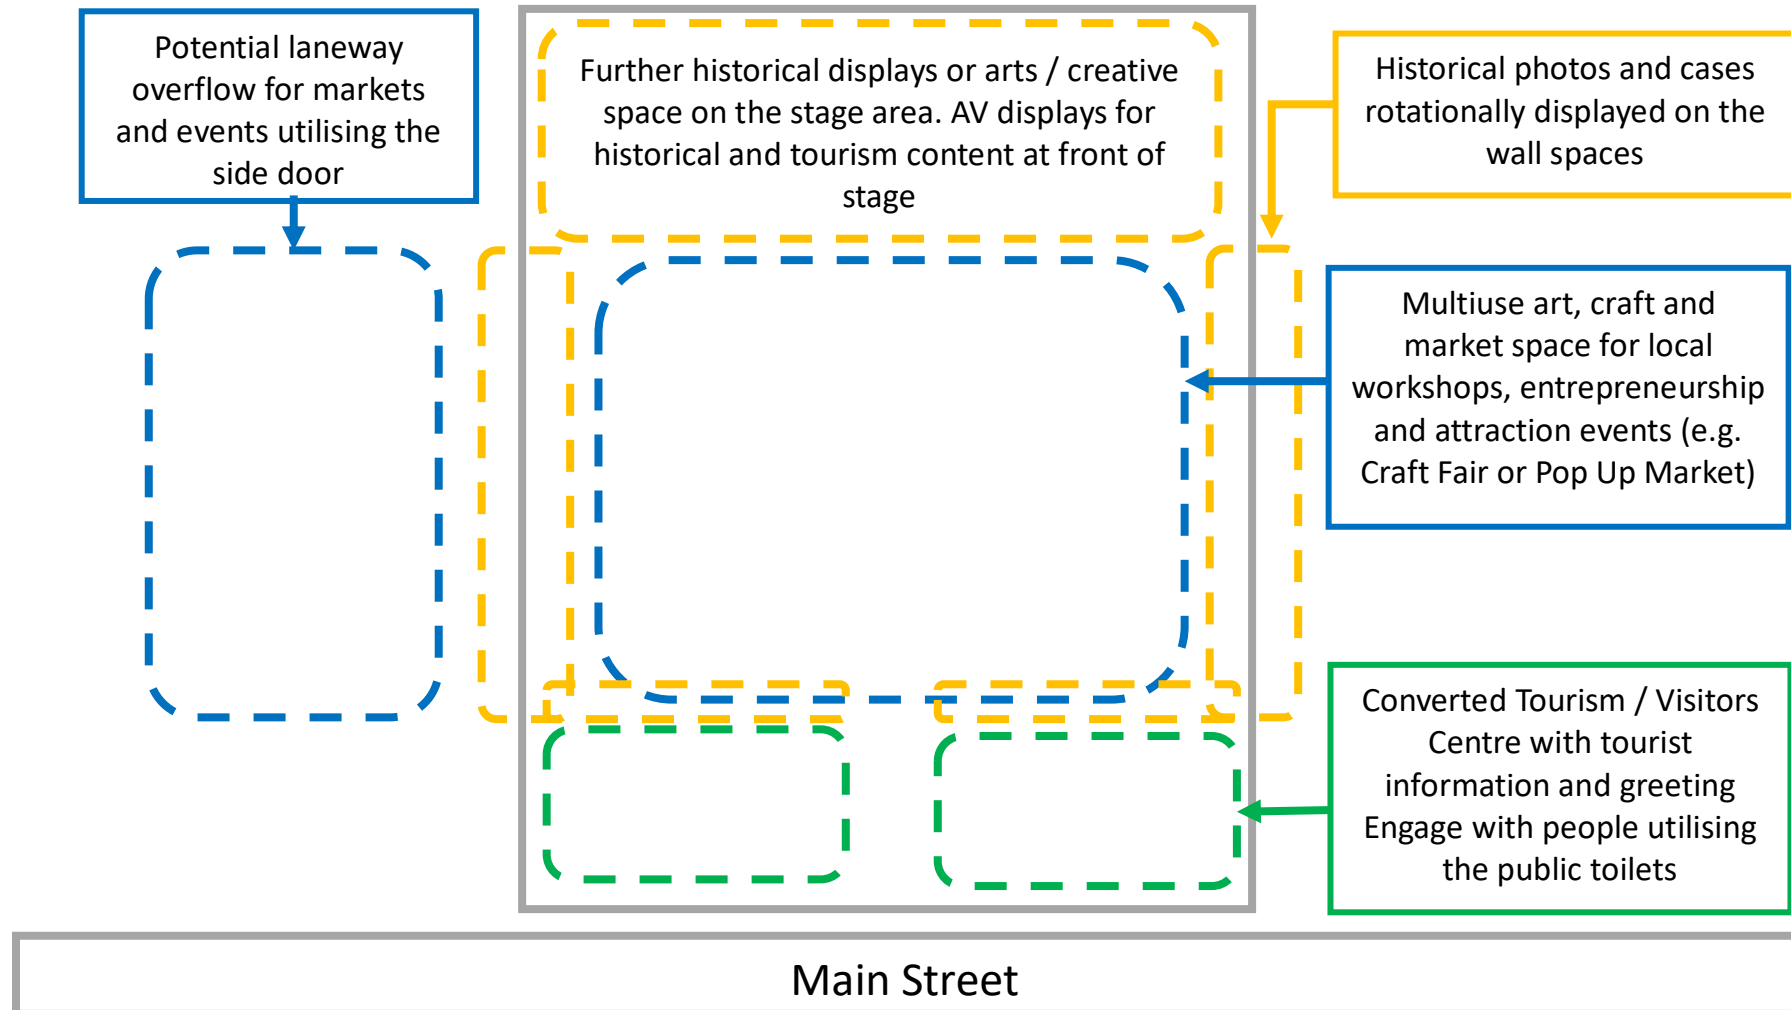 Potential laneway
overflow for markets
and events utilising the
side door
Further historical displays or arts / creative
space on the stage area. AV displays for
historical and tourism content at front of
stage
Historical photos and cases
rotationally displayed on the
wall spaces
Multiuse art, craft and
market space for local
workshops, entrepreneurship
and attraction events (e.g.
Craft Fair or Pop Up Market)
Converted Tourism / Visitors
Centre with tourist
information and greeting
Engage with people utilising
the public toilets
Main Street